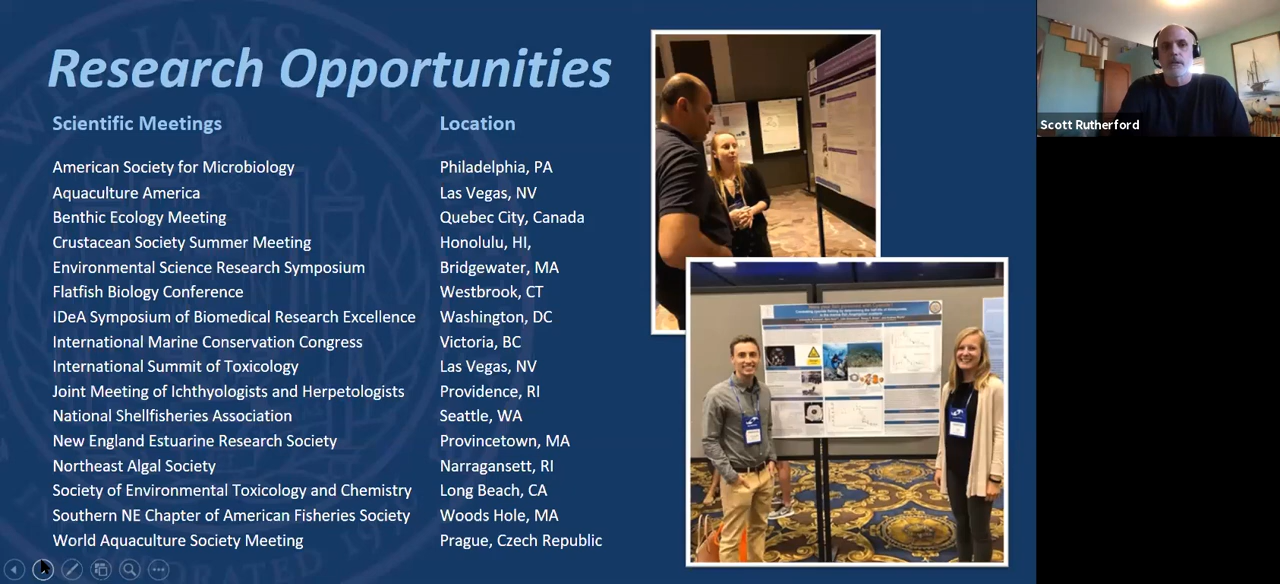 Research Opportunities
Scientific Meetings Location
American Society for Microbiology Philadelphia, PA
Aquaculture America Las Vegas, NV
Benthic Ecology Meeting Quebec City, Canada
Crustacean Society Summer Meeting Honolulu, HI,
Environmental Science Research Symposium Bridgewater, MA
Flatfish Biology Conference Westbrook, CT
IDeA Symposium of Biomedical Research Excellence Washington, DC
International Marine Conservation Congress Victoria, BC
International Summit of Toxicology Las Vegas, NV
Joint Meeting of Ichthyologists and Herpetologists Providence, RI
National Shellfisheries Association Seattle, WA
New England Estuarine Research Society Provincetown, MA
Northeast Algal Society Narragansett, RI
Society of Environmental Toxicology and Chemistry Long Beach, CA
Southern NE Chapter of American Fisheries Society Woods Hole, MA
World Aquaculture Society Meeting Prague, Czech Republic
Scott Rutherford